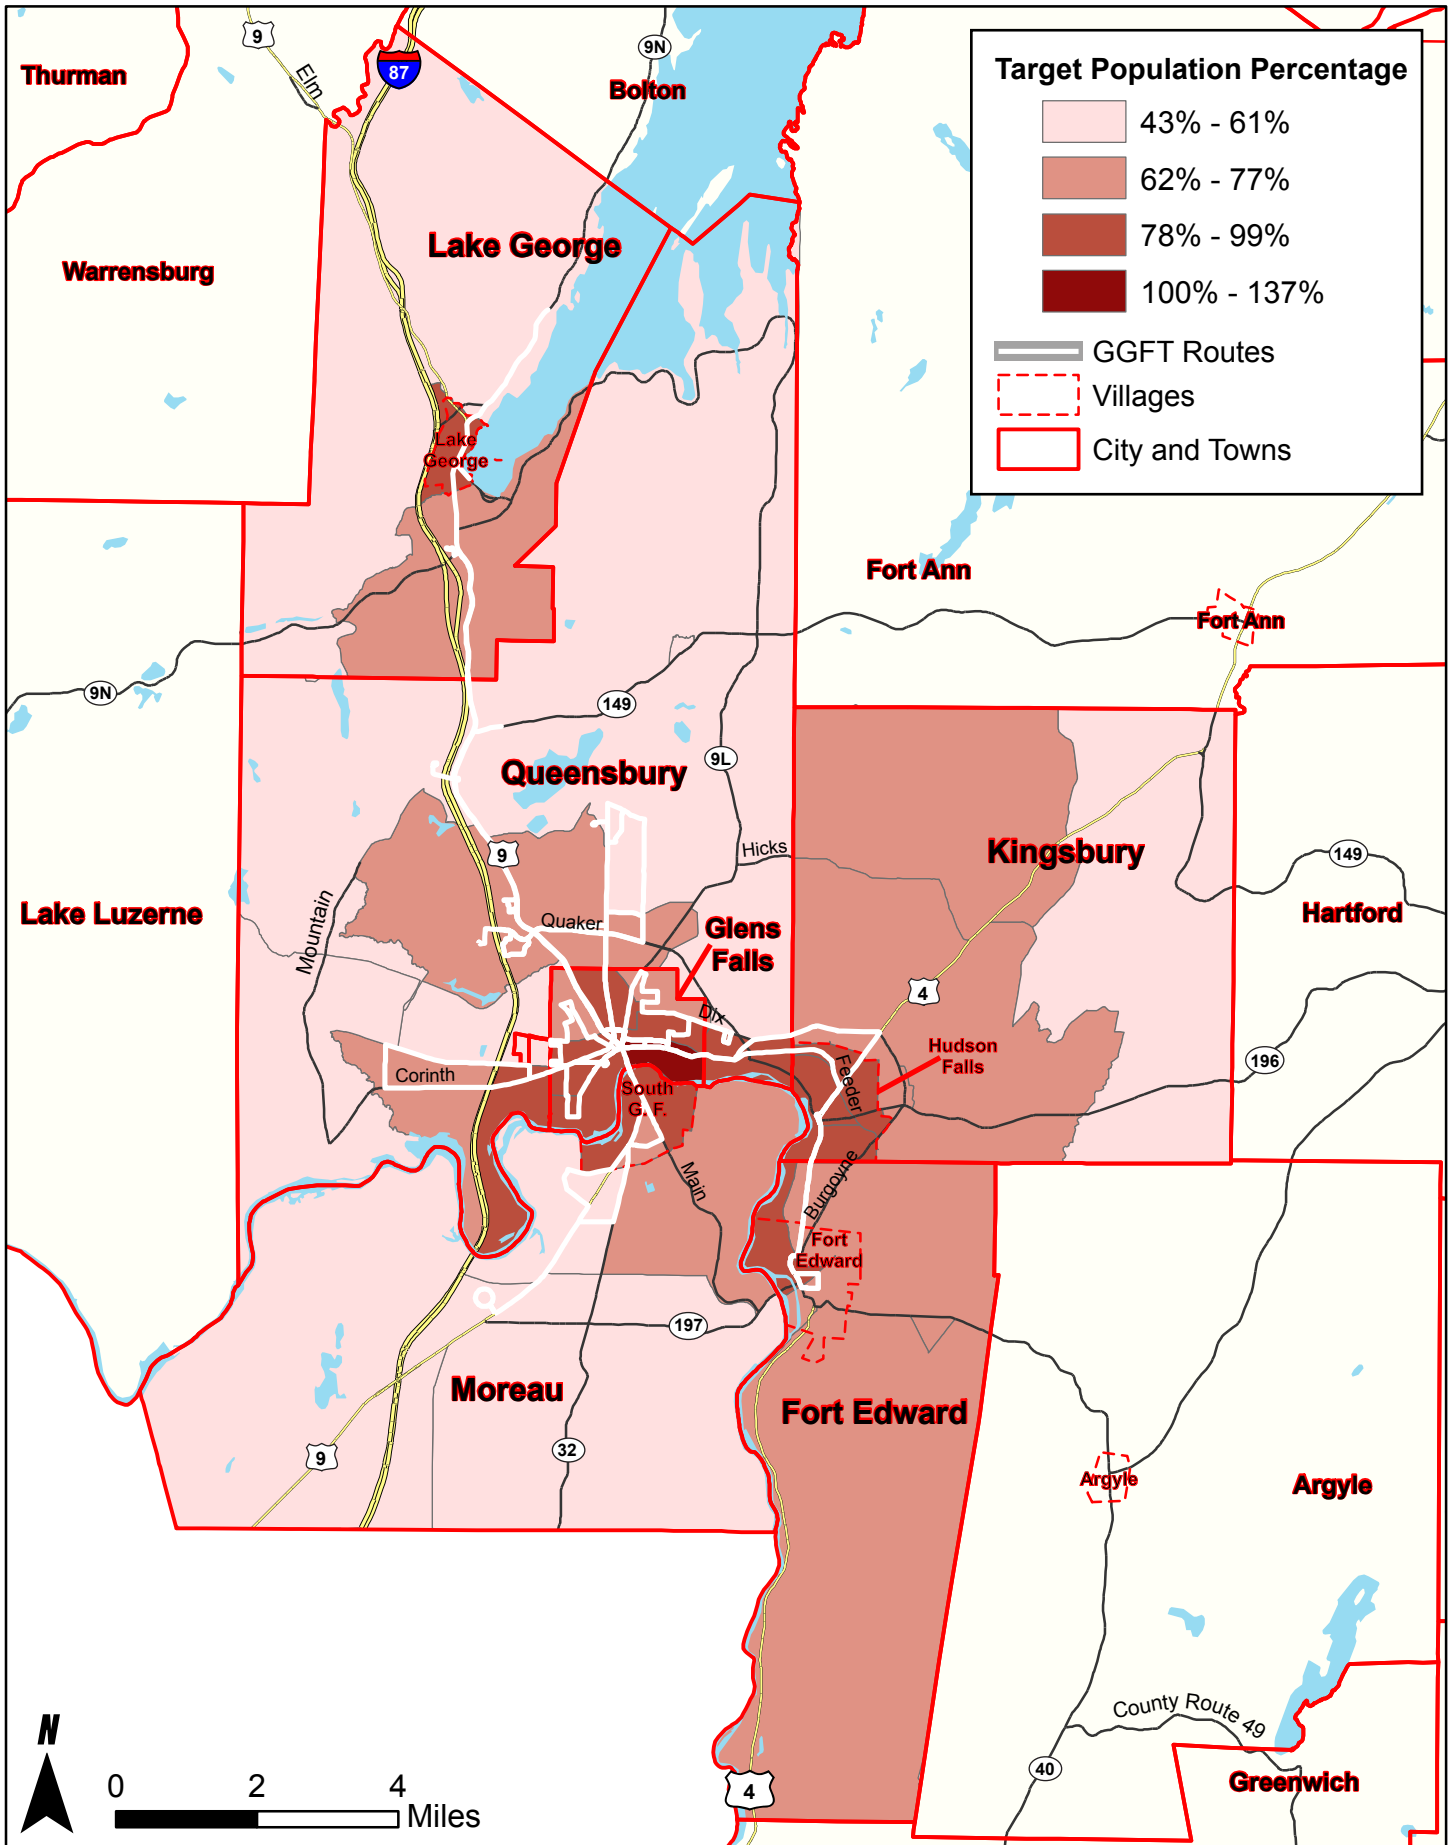 9
Elm
87
9N
Thurman
Bolton
Target Population Percentage
43% - 61%
62% - 77%
78% - 99%
100% - 137%
GGFT Routes
Villages
City and Towns
Lake George
Warrensburg
Lake
George
Fort Ann
Fort Ann
9N
149
9L
Queensbury
Hicks
Kingsbury
149
9
Lake Luzerne
Mountain
Quaker
Glens
Falls
Hartford
4
Dix
Hudson
Falls
196
Corinth
Feeder
South
G. F.
Main
Burgoyne
Fort
Edward
197
Moreau
Fort Edward
9
32
Argyle
Argyle
County Route 49
N
0 2 4
Miles
4
40
Greenwich